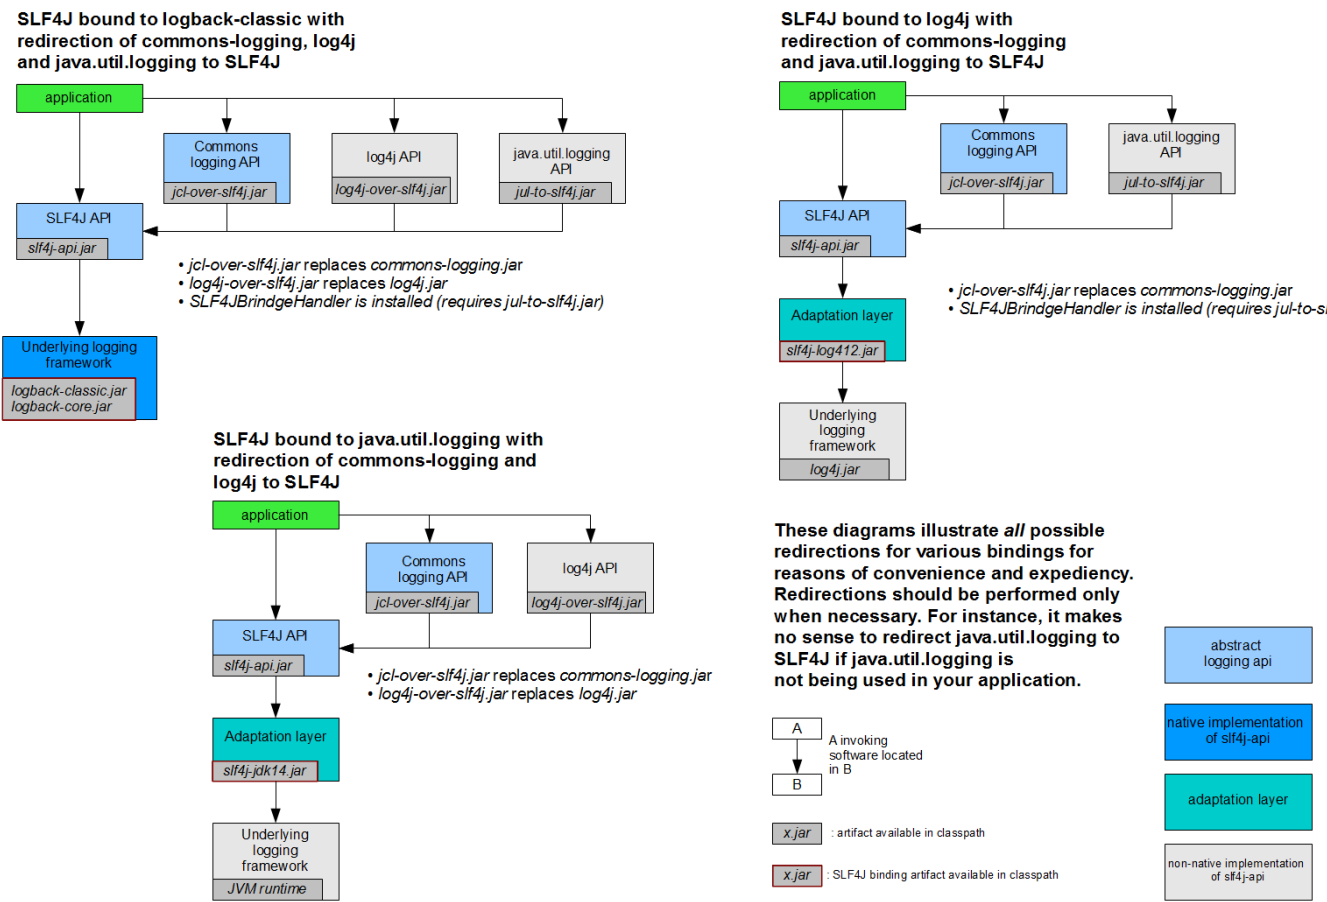 SLF4J bound to logback-classic with
redirection of commons-logging, log4j
and java.util.logging to SLF4J
application
Commons
logging API
jcl-over-slf4j.jar
log4j API
log4j-over-slf4j.jar
java.util.logging
API
jul-to-slf4j.jar
SLF4J API
slf4j-api.jar
• jcl-over-slf4j.jar replaces commons-logging.jar
• log4j-over-slf4j.jar replaces log4j.jar
• SLF4JBrindgeHandler is installed (requires jul-to-slf4j.jar)
Underlying logging
framework
logback-classic.jar
logback-core.jar
SLF4J bound to log4j with
redirection of commons-logging
and java.util.logging to SLF4J
application
Commons
logging API
jcl-over-slf4j.jar
java.util.logging
API
jul-to-slf4j.jar
SLF4J API
slf4j-api.jar
• jcl-over-slf4j.jar replaces commons-logging.jar
• SLF4JBrindgeHandler is installed (requires jul-to-sl
Adaptation layer
slf4j-log412.jar
Underlying
logging
framework
log4j.jar
SLF4J bound to java.util.logging with
redirection of commons-logging and
log4j to SLF4J
application
Commons
logging API
jcl-over-slf4j.jar
log4j API
log4j-over-slf4j.jar
SLF4J API
slf4j-api.jar
• jcl-over-slf4j.jar replaces commons-logging.jar
• log4j-over-slf4j.jar replaces log4j.jar
Adaptation layer
slf4j-jdk14.jar
Underlying
logging
framework
JVM runtime
These diagrams illustrate all possible
redirections for various bindings for
reasons of convenience and expediency.
Redirections should be performed only
when necessary. For instance, it makes
no sense to redirect java.util.logging to
SLF4J if java.util.logging is
not being used in your application.
A
A invoking
software located
in B
B
x.jar : artifact available in classpath
x.jar : SLF4J binding artifact available in classpath
abstract
logging api
native implementation
of slf4j-api
adaptation layer
non-native implementation
of slf4j-api